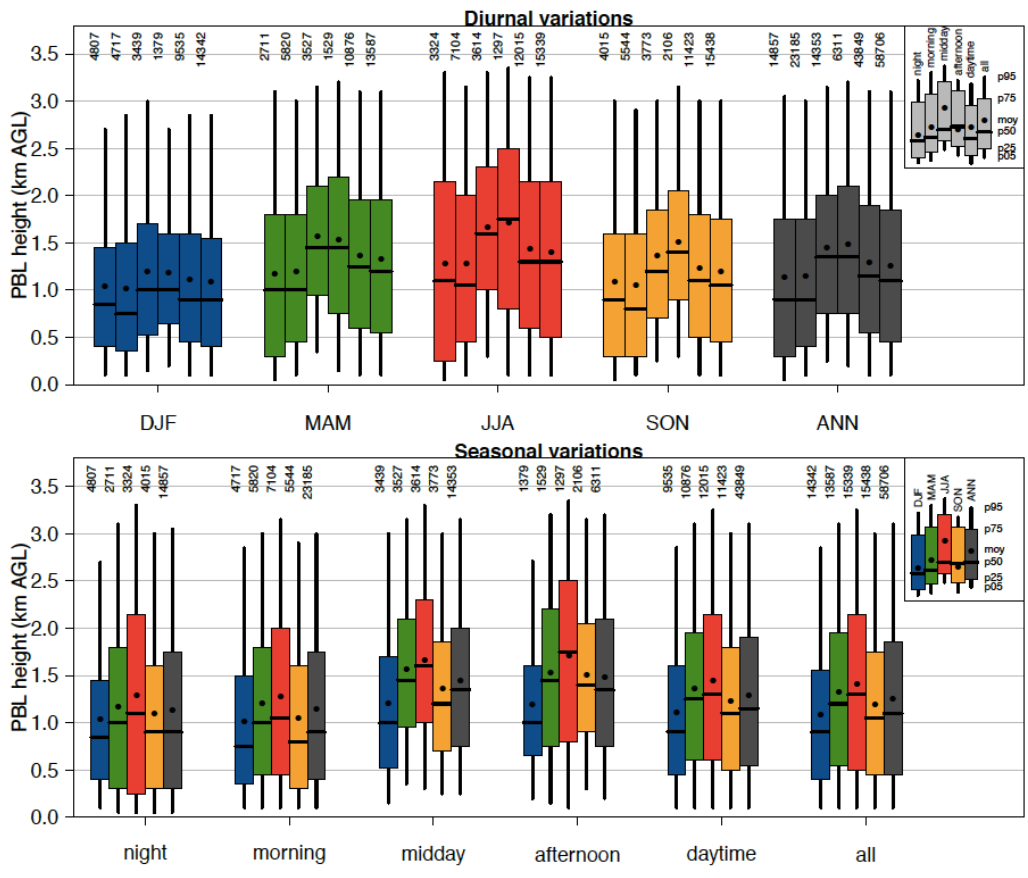 Diurnal variations
4807 4717 3439 1379 9535 14342
2711 5820 3527 1529 10876 13587
3324 7104 3614 1297 12015 15339
4015 5544 3773 2106 11423 15438
14857 23185 14353 6311 43849 58706
night morning midday afternoon daytime all
p95
p75
moy
p50
p25
p05
PBL height (km AGL)
3.5
3.0
2.5
2.0
1.5
1.0
0.5
0.0
DJF MAM JJA SON ANN
Seasonal variations
4807 2711 3324 4015 14857
4717 5820 7104 5544 23185
3439 3527 3614 3773 14353
1379 1529 1297 2106 6311
9535 10876 12015 11423 43849
14342 13587 15339 15438 58706
DJF MAM JJA SON ANN
p95
p75
moy
p50
p25
p05
PBL height (km AGL)
3.5
3.0
2.5
2.0
1.5
1.0
0.5
0.0
night morning midday afternoon daytime all